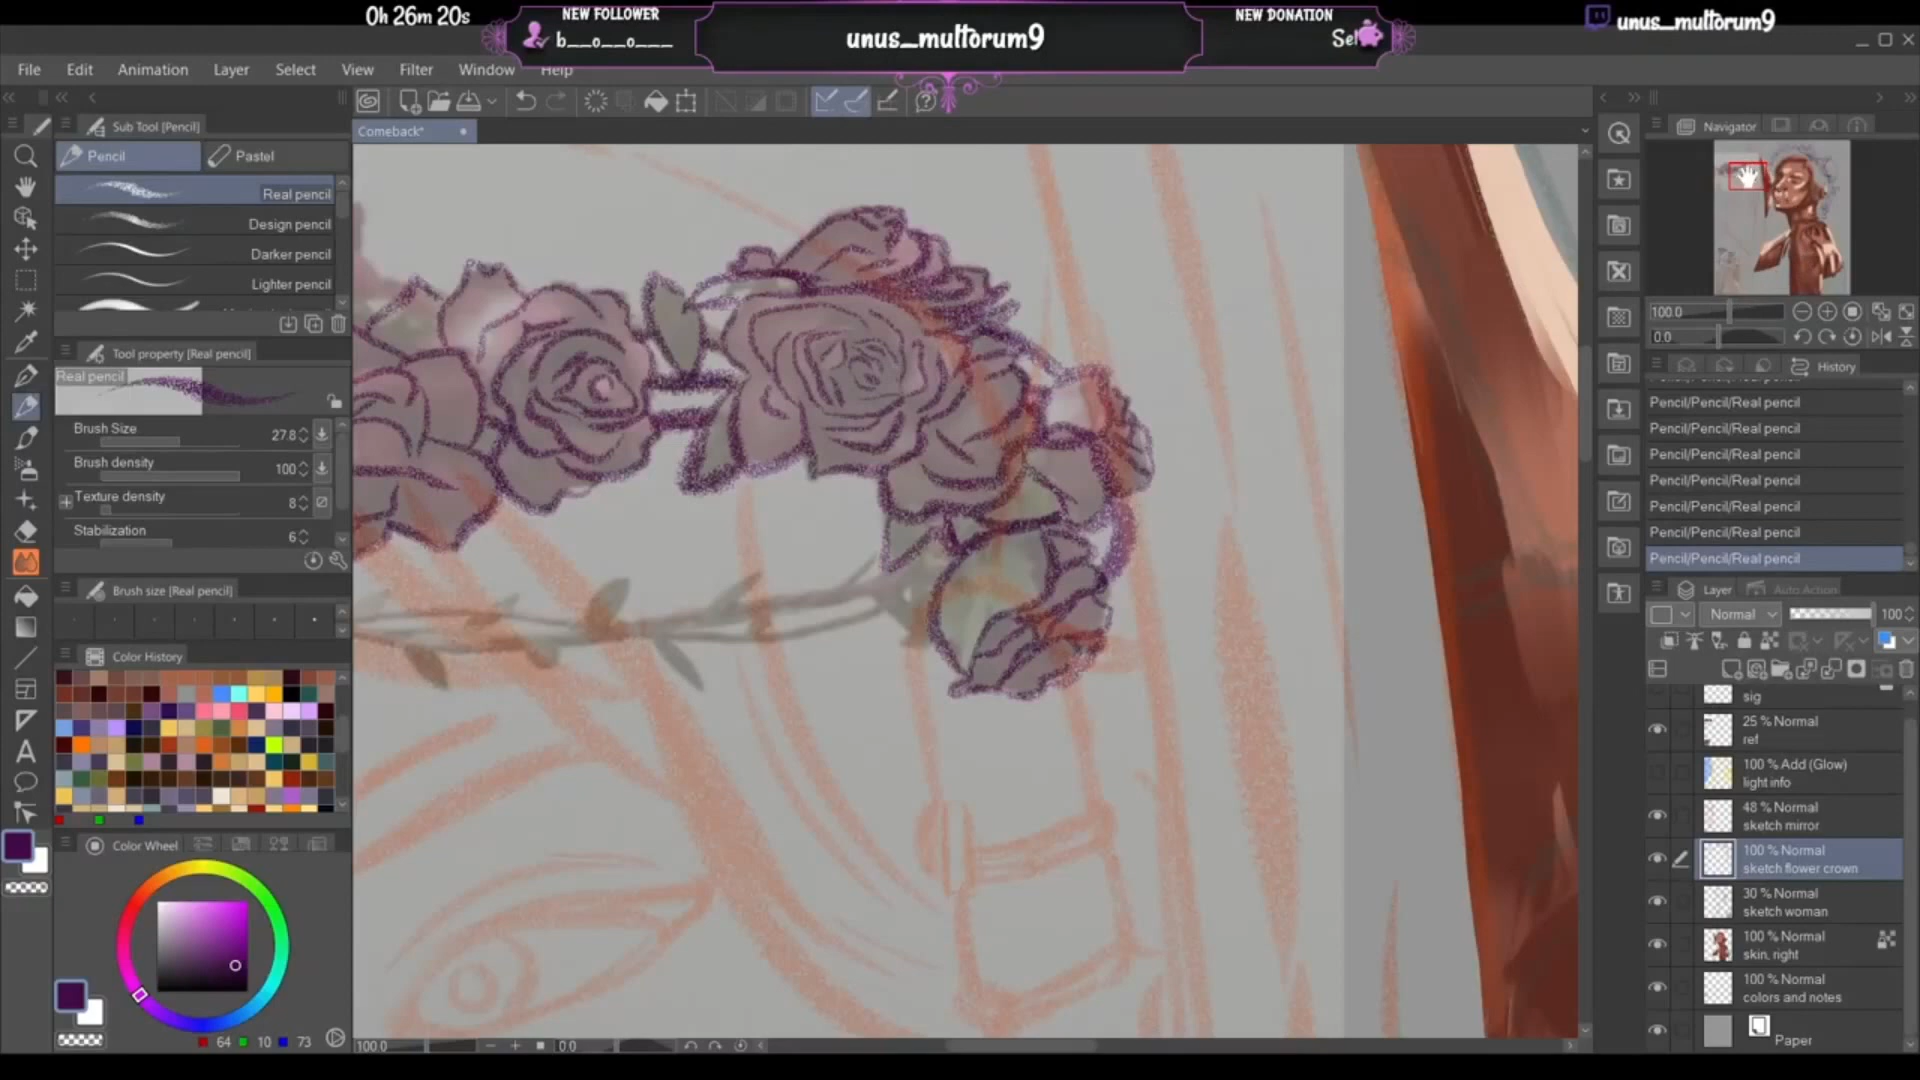 0h 26m 20s
NEW FOLLOWER
b__o__o___
unus_multorum9
NEW DONATION
Sel
unus_multorum9
File Edit Animation Layer Select View Filter Window Help
Sub Tool [Pencil]
Comeback*
Navigator
Pencil
Pastel
Real pencil
Design pencil
Darker pencil
Lighter pencil
100.0
0.0
Tool property [Real pencil]
Real pencil
Brush Size 27.8
Brush density 100
Texture density 8
Stabilization 6
History
Pencil/Pencil/Real pencil
Pencil/Pencil/Real pencil
Pencil/Pencil/Real pencil
Pencil/Pencil/Real pencil
Pencil/Pencil/Real pencil
Pencil/Pencil/Real pencil
Pencil/Pencil/Real pencil
Brush size [Real pencil]
Layer
Auto Action
Normal
100
Color History
sig
25 % Normal
ref
100 % Add (Glow)
light info
48 % Normal
sketch mirror
100 % Normal
sketch flower crown
30 % Normal
sketch woman
100 % Normal
skin, right
100 % Normal
colors and notes
Paper
Color Wheel
64 10 73
100.0
0.0